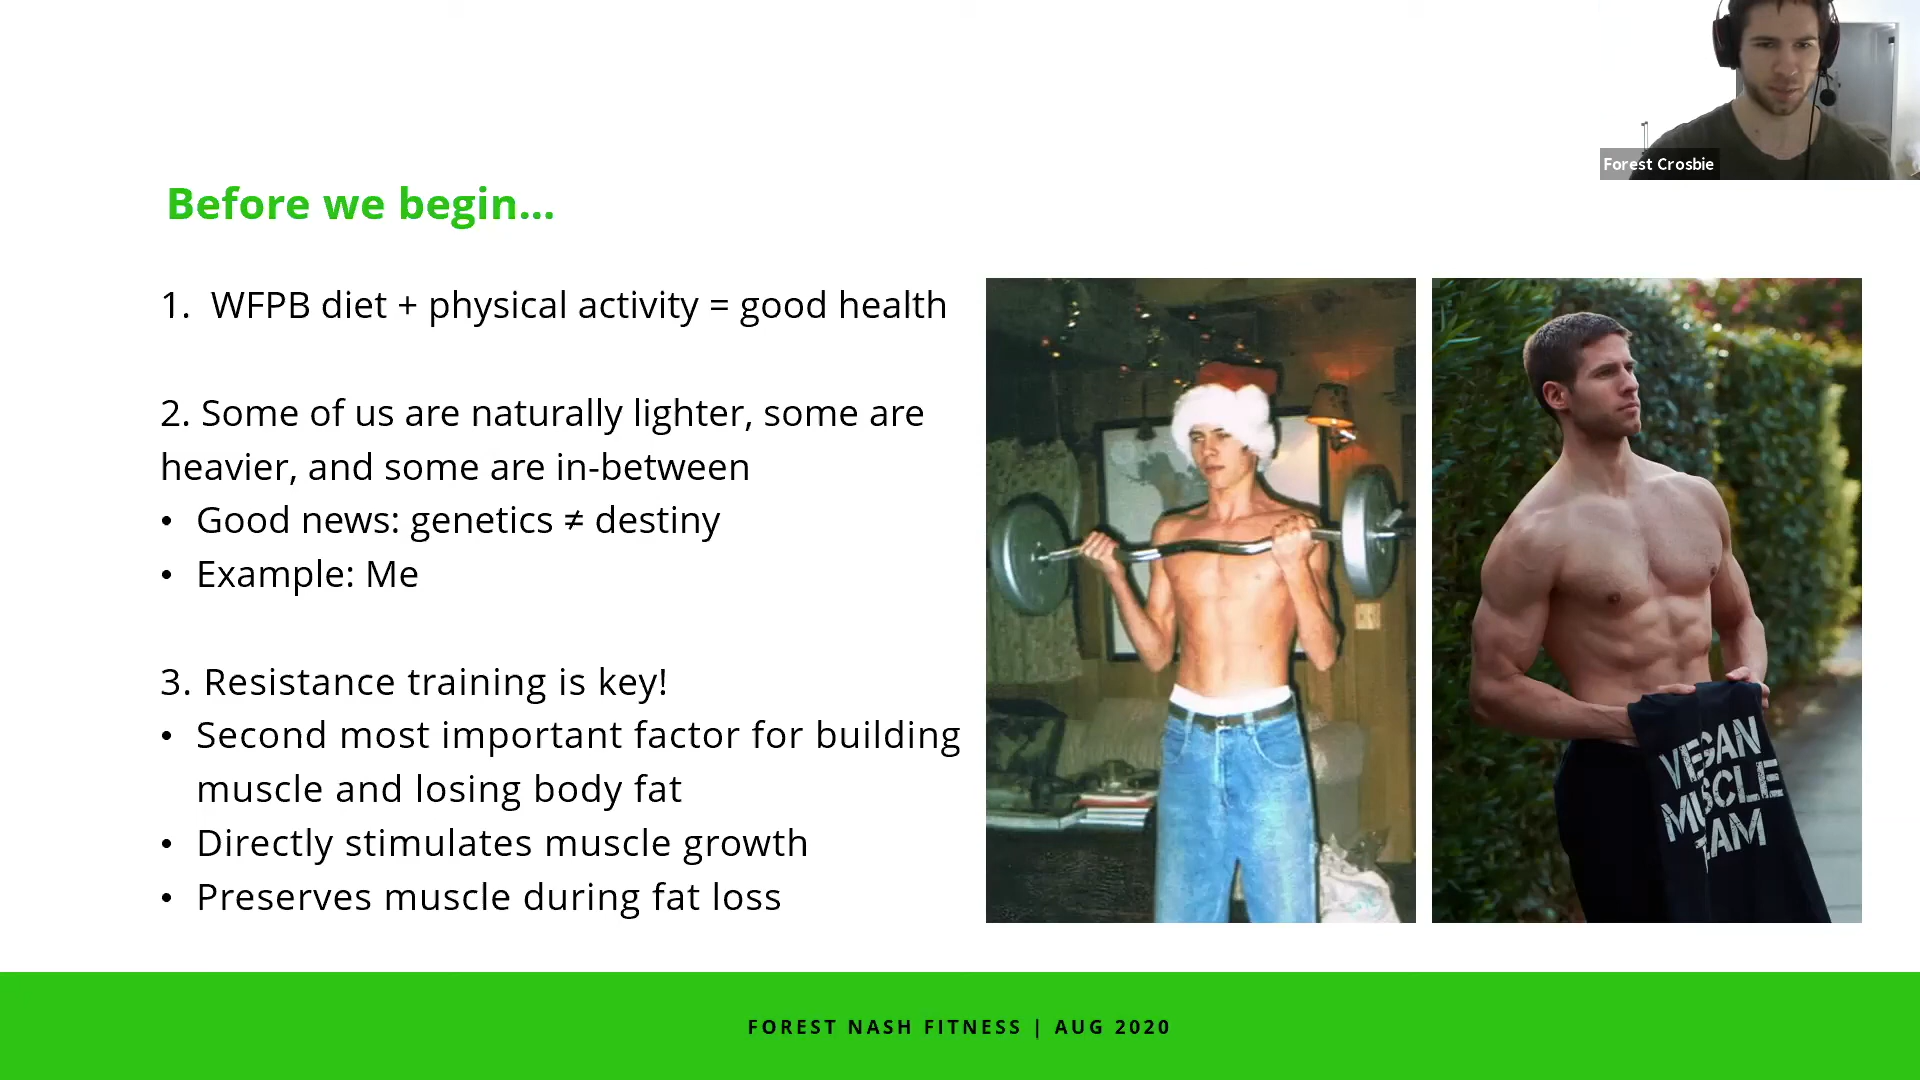 Forest Crosbie
Before we begin...
1. WFPB diet + physical activity = good health
2. Some of us are naturally lighter, some are
heavier, and some are in-between
• Good news: genetics ≠ destiny
• Example: Me
3. Resistance training is key!
• Second most important factor for building
muscle and losing body fat
• Directly stimulates muscle growth
• Preserves muscle during fat loss
VEGAN
MUSCLE
TEAM
FOREST NASH FITNESS | AUG 2020